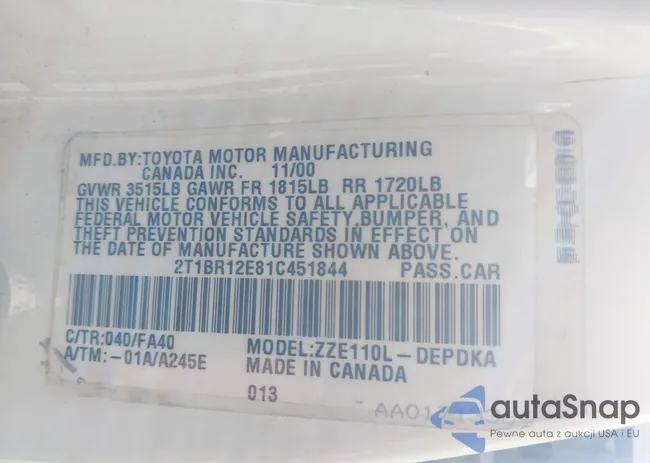 MFD.BY:TOYOTA MOTOR MANUFACTURING
CANADA INC. 11/00
GVWR 3515LB GAWR FR 1815LB RR 1720LB
THIS VEHICLE CONFORMS TO ALL APPLICABLE
FEDERAL MOTOR VEHICLE SAFETY,BUMPER, AND
THEFT PREVENTION STANDARDS IN EFFECT ON
THE DATE OF MANUFACTURE SHOWN ABOVE.
2T1BR12E81C451844 PASS.CAR
C/TR:040/FA40 MODEL:ZZE110L-DEPDKA
A/TM:-01A/A245E MADE IN CANADA
013
autaSnap
Pewne auta z aukcji USA i EU